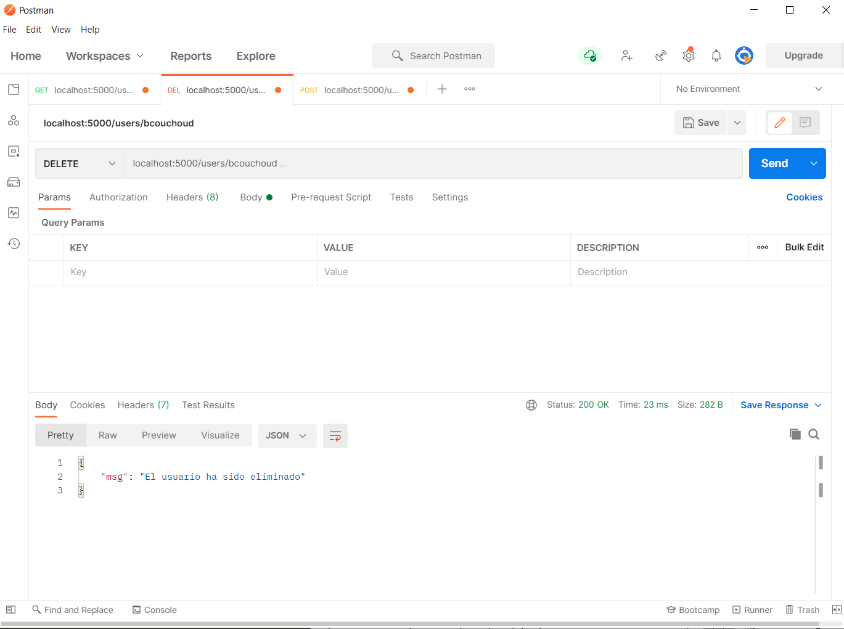 Postman
File Edit View Help
Home Workspaces Reports Explore Search Postman Upgrade
GET localhost:5000/us... DEL localhost:5000/us... POST localhost:5000/u... No Environment
localhost:5000/users/bcouchoud Save
DELETE localhost:5000/users/bcouchoud ... Send
Params Authorization Headers (8) Body Pre-request Script Tests Settings Cookies
Query Params
KEY VALUE DESCRIPTION Bulk Edit
Key Value Description
Body Cookies Headers (7) Test Results Status: 200 OK Time: 23 ms Size: 282 B Save Response
Pretty Raw Preview Visualize JSON
1 {
2 "msg": "El usuario ha sido eliminado"
3 }
Find and Replace Console Bootcamp Runner Trash